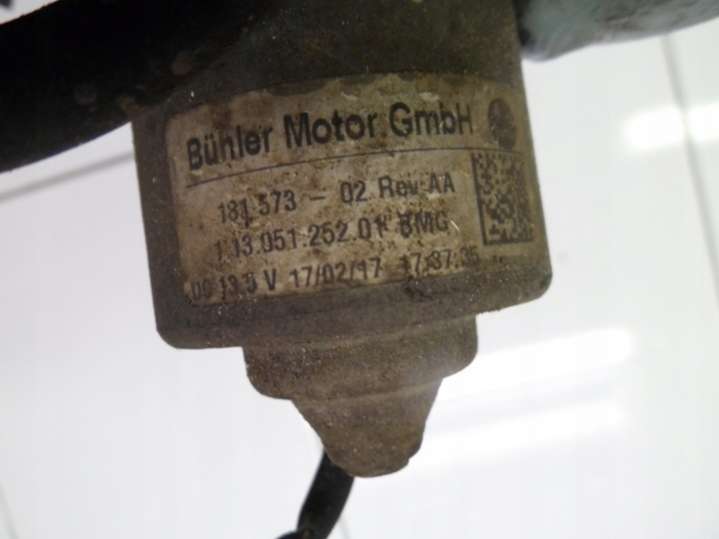 Bühler Motor GmbH
181.573 - 02 Rev AA
1.13.051.252.01 BMG
DC 13.5 V 17/02/17 17:37:35